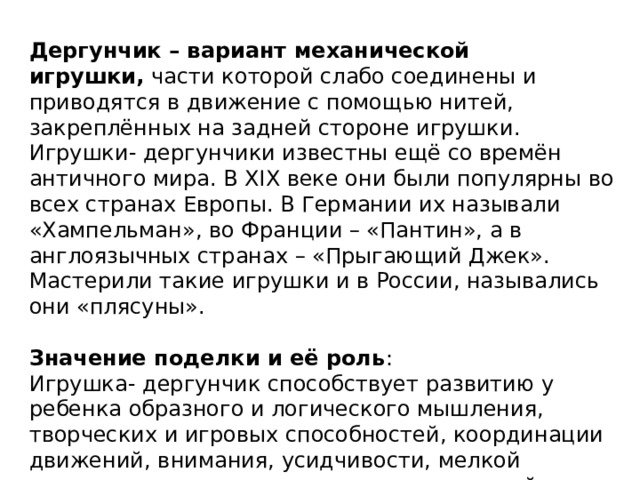 Дергунчик – вариант механической
игрушки, части которой слабо соединены и
приводятся в движение с помощью нитей,
закреплённых на задней стороне игрушки.
Игрушки- дергунчики известны ещё со времён
античного мира. В XIX веке они были популярны во
всех странах Европы. В Германии их называли
«Хампельман», во Франции – «Пантин», а в
англоязычных странах – «Прыгающий Джек».
Мастерили такие игрушки и в России, назывались
они «плясуны».
Значение поделки и её роль:
Игрушка- дергунчик способствует развитию у
ребенка образного и логического мышления,
творческих и игровых способностей, координации
движений, внимания, усидчивости, мелкой